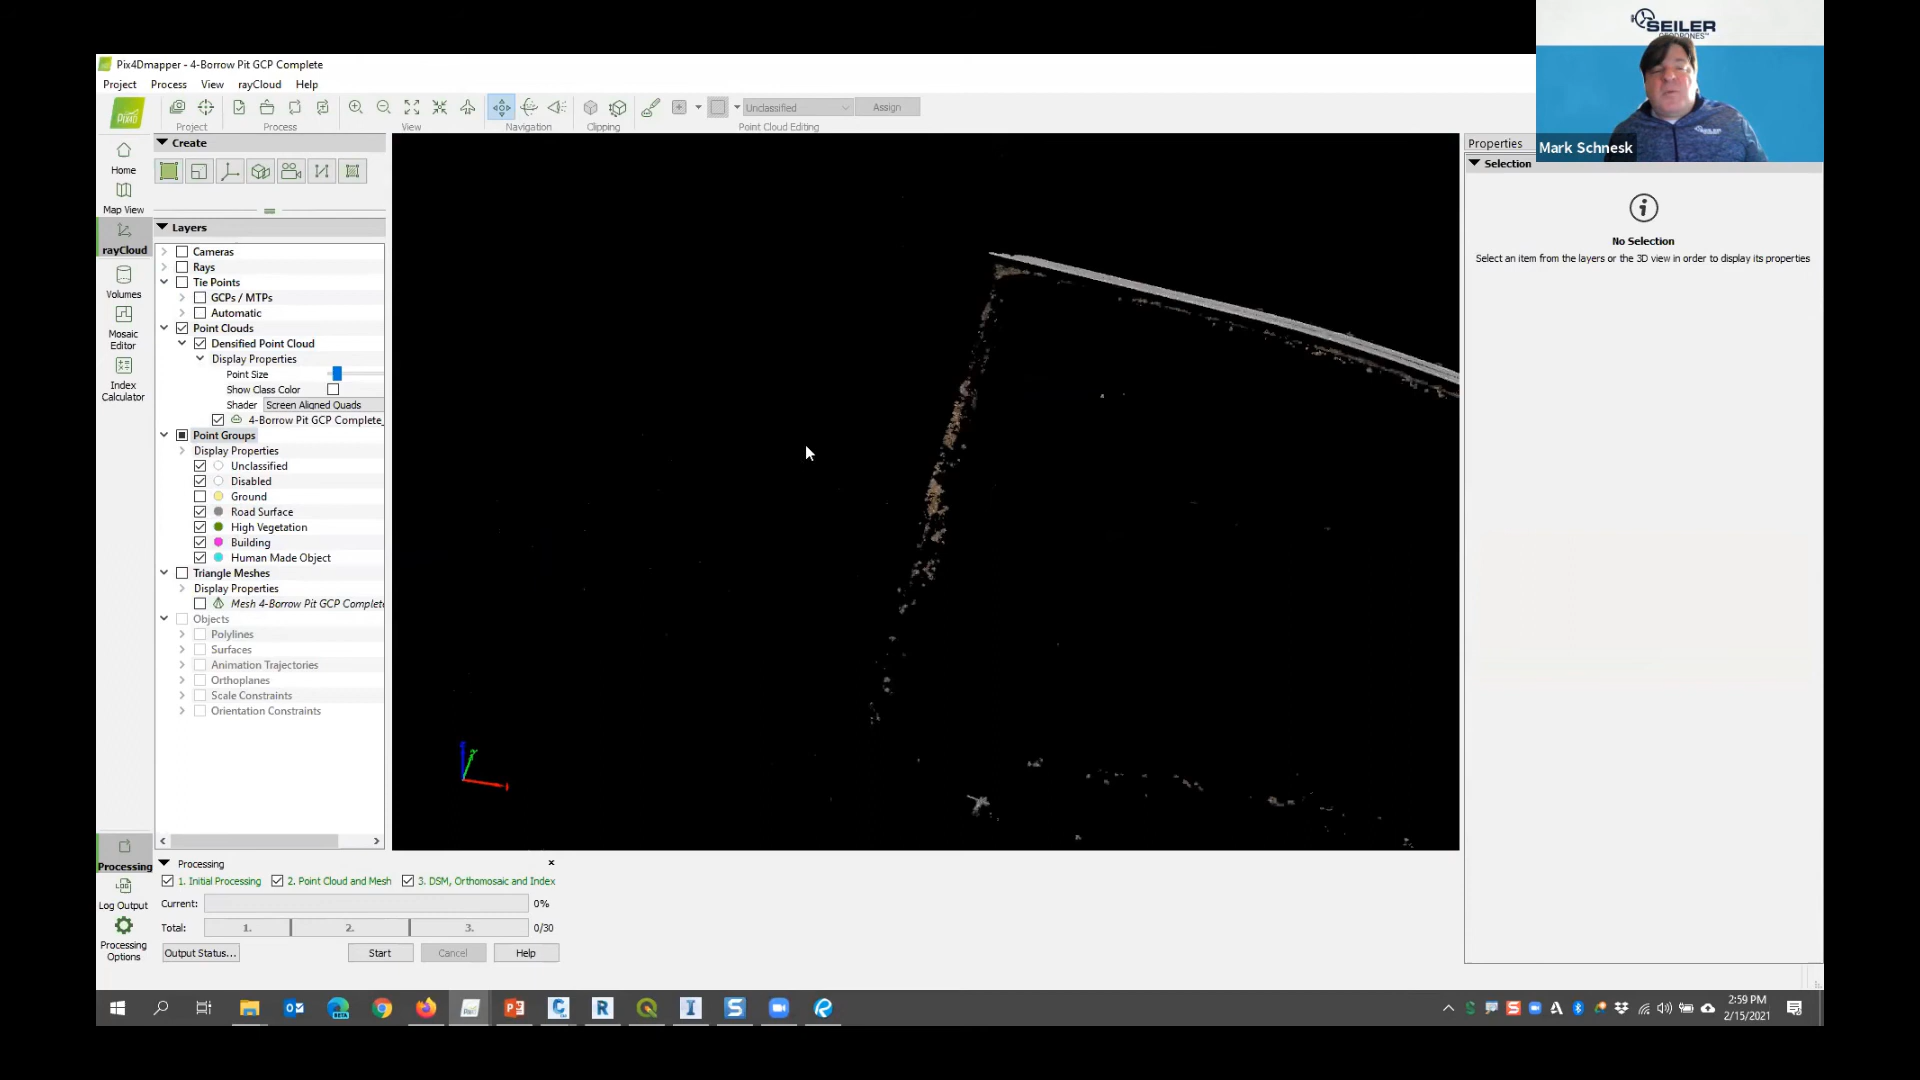 SEILER
Pix4Dmapper - 4-Borrow Pit GCP Complete
Project Process View rayCloud Help
Unclassified
Assign
Project Process View Navigation Clipping Point Cloud Editing
Create
Home
Map View
rayCloud
Volumes
Mosaic
Editor
Index
Calculator
Layers
Cameras
Rays
Tie Points
GCPs / MTPs
Automatic
Point Clouds
Densified Point Cloud
Display Properties
Point Size
Show Class Color
Shader Screen Aligned Quads
4-Borrow Pit GCP Complete_
Point Groups
Display Properties
Unclassified
Disabled
Ground
Road Surface
High Vegetation
Building
Human Made Object
Triangle Meshes
Display Properties
Mesh 4-Borrow Pit GCP Complete
Objects
Polylines
Surfaces
Animation Trajectories
Orthoplanes
Scale Constraints
Orientation Constraints
Mark Schnesk
Properties
Selection
No Selection
Select an item from the layers or the 3D view in order to display its properties
Processing
Log Output
Processing
Options
Processing
1. Initial Processing 2. Point Cloud and Mesh 3. DSM, Orthomosaic and Index
Current: 0%
Total: 1. 2. 3. 0/30
Output Status... Start Cancel Help
2:59 PM
2/15/2021